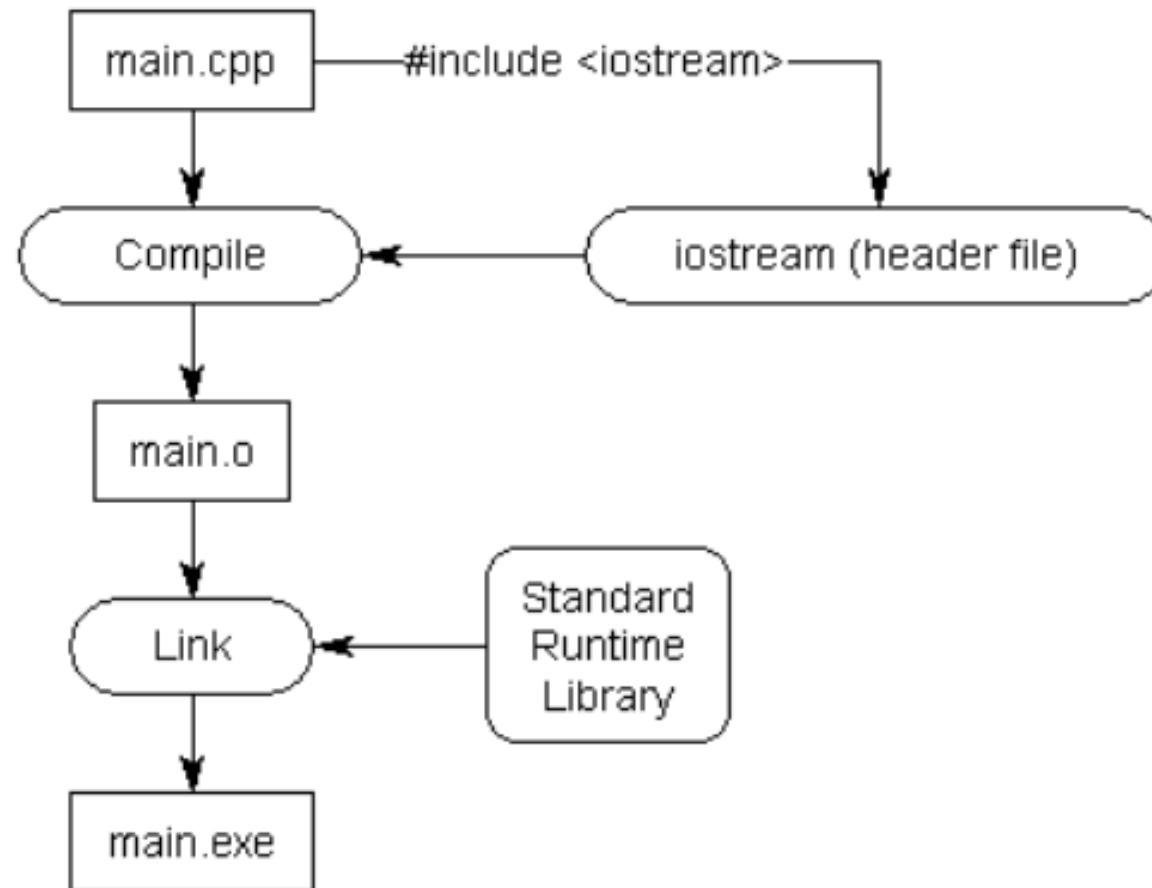 main.cpp
#include <iostream>
Compile
iostream (header file)
main.o
Standard
Runtime
Library
Link
main.exe